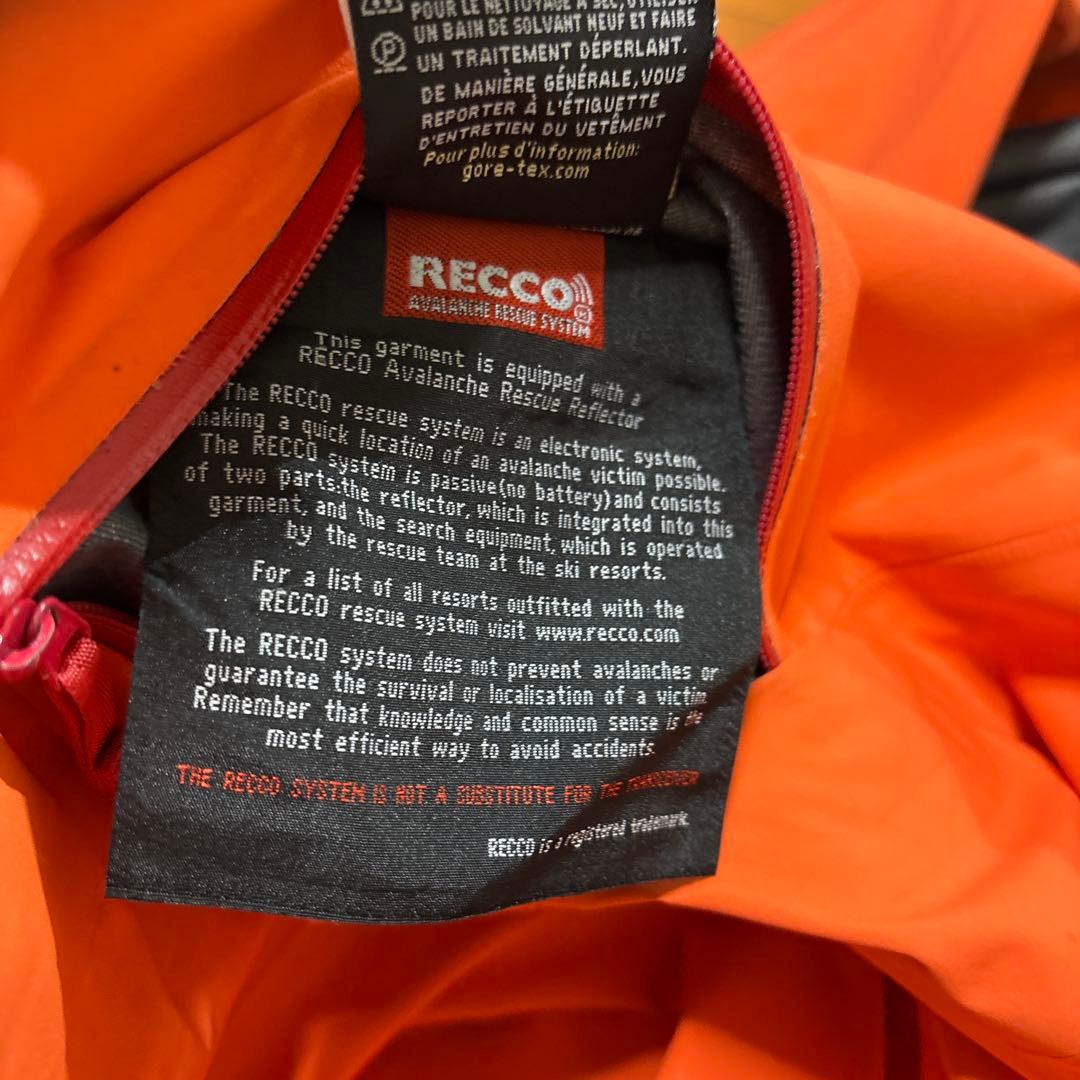 POUR LE NETTOYAGE A SEC, UTILISER
UN BAIN DE SOLVANT NEUF ET FAIRE
P
UN TRAITEMENT DÉPERLANT.
DE MANIÈRE GÉNÉRALE, VOUS
REPORTER À L'ÉTIQUETTE
D'ENTRETIEN DU VETÊMENT
Pour plus d'information:
gore-tex.com
RECCO
AVALANCHE RESCUE SYSTEM
This garment is equipped with a
RECCO Avalanche Rescue Reflector
The RECCO rescue system is an electronic system,
making a quick location of an avalanche victim possible.
The RECCO system is passive(no battery)and consists
of two parts:the reflector, which is integrated into this
garment, and the search equipment, which is operated
by the rescue team at the ski resorts.
For a list of all resorts outfitted with the
RECCO rescue system visit www.recco.com
The RECCO system does not prevent avalanches or
guarantee the survival or localisation of a victim
Remember that knowledge and common sense is the
most efficient way to avoid accidents
THE RECCO SYSTEM IS NOT A SUBSTITUTE FOR THE TRANSCEIVER
RECCO is a registered trademark.